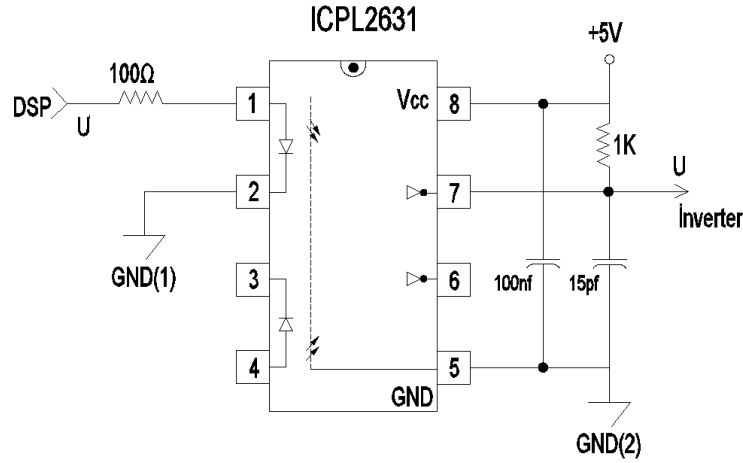 ICPL2631
+5V
100Ω
DSP
U
1
Vcc
8
1K
2
7
U
İnverter
GND(1)
3
6
100nf
15pf
4
5
GND
GND(2)